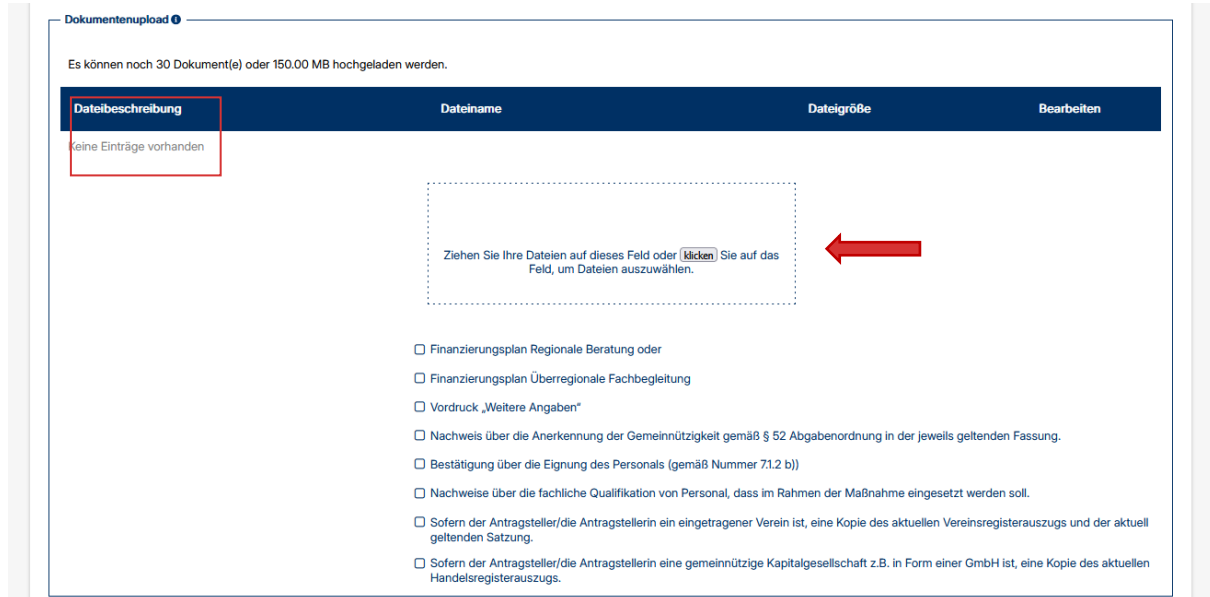 Dokumentenupload
Es können noch 30 Dokument(e) oder 150.00 MB hochgeladen werden.
Dateibeschreibung Dateiname Dateigröße Bearbeiten
Keine Einträge vorhanden
Ziehen Sie Ihre Dateien auf dieses Feld oder klicken Sie auf das
Feld, um Dateien auszuwählen.
Finanzierungsplan Regionale Beratung oder
Finanzierungsplan Überregionale Fachbegleitung
Vordruck „Weitere Angaben“
Nachweis über die Anerkennung der Gemeinnützigkeit gemäß § 52 Abgabenordnung in der jeweils geltenden Fassung.
Bestätigung über die Eignung des Personals (gemäß Nummer 7.1.2 b))
Nachweise über die fachliche Qualifikation von Personal, dass im Rahmen der Maßnahme eingesetzt werden soll.
Sofern der Antragsteller/die Antragstellerin ein eingetragener Verein ist, eine Kopie des aktuellen Vereinsregisterauszugs und der aktuell
geltenden Satzung.
Sofern der Antragsteller/die Antragstellerin eine gemeinnützige Kapitalgesellschaft z.B. in Form einer GmbH ist, eine Kopie des aktuellen
Handelsregisterauszugs.